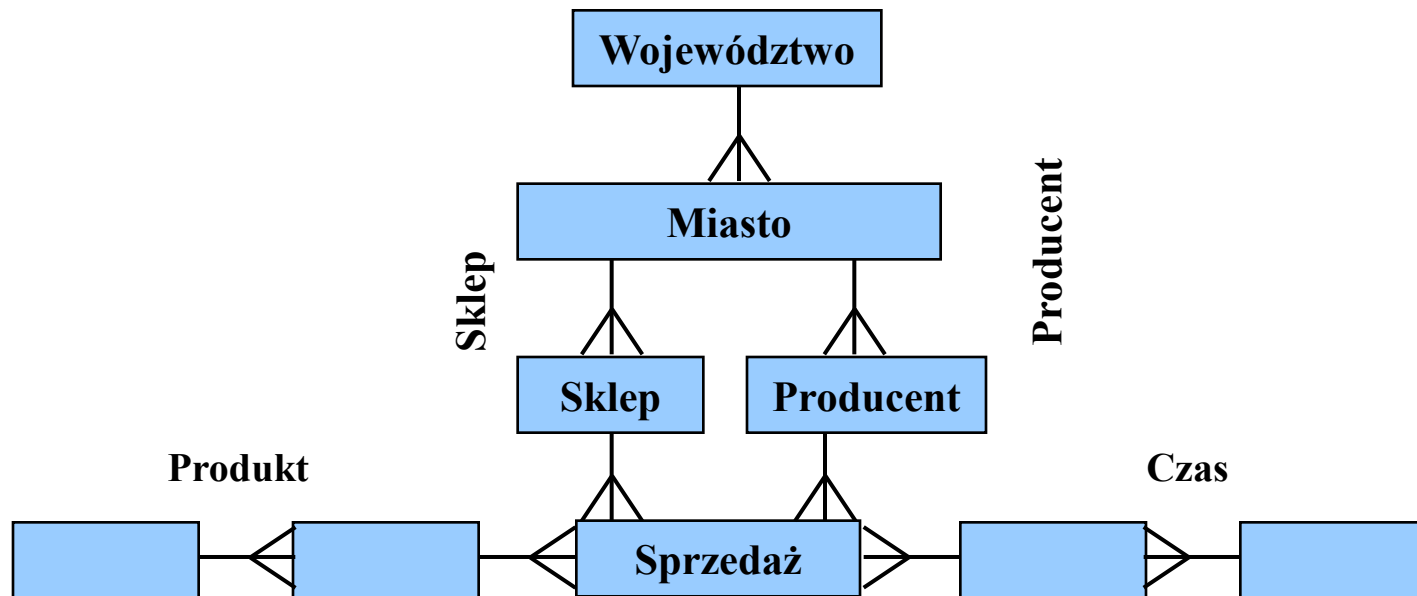 Województwo
Miasto
Sklep
Producent
Sklep
Producent
Produkt
Czas
Sprzedaż